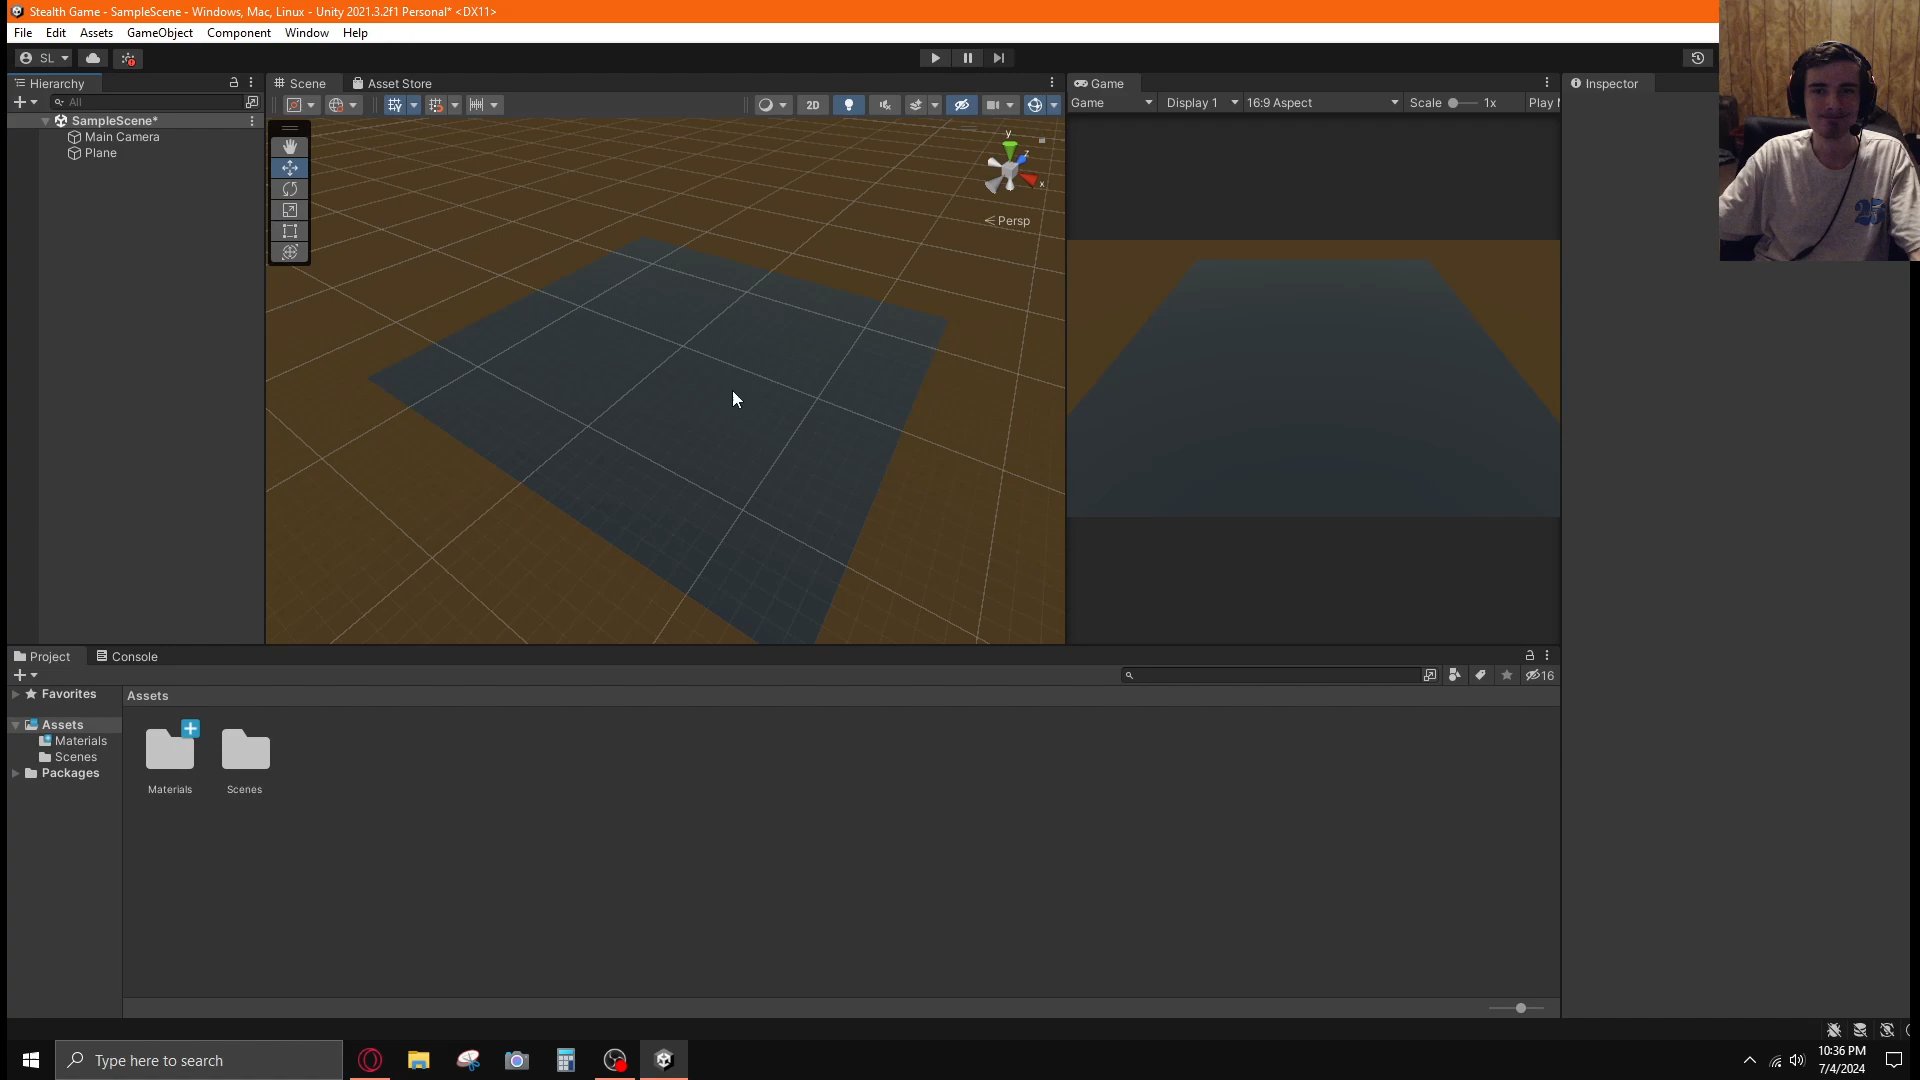 Stealth Game - SampleScene - Windows, Mac, Linux - Unity 2021.3.2f1 Personal* <DX11>
File Edit Assets GameObject Component Window Help
SL
Hierarchy
Scene
Asset Store
Game
Inspector
All
2D
Game
Display 1
16:9 Aspect
Scale
1x
Play
SampleScene*
Main Camera
Plane
y
z
x
Persp
Project
Console
16
Favorites
Assets
Materials
Scenes
Packages
Assets
Materials
Scenes
25
Type here to search
10:36 PM
7/4/2024